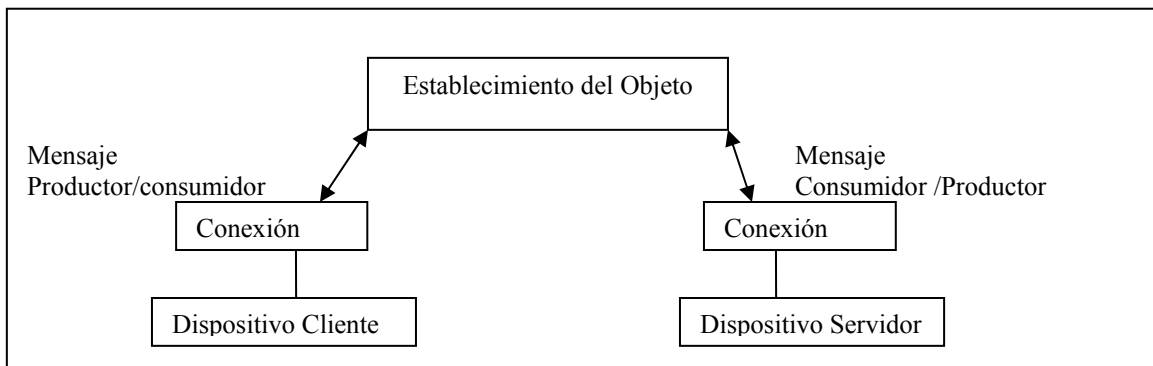 Establecimiento del Objeto
Mensaje
Productor/consumidor
Mensaje
Consumidor /Productor
Conexión
Conexión
Dispositivo Cliente
Dispositivo Servidor